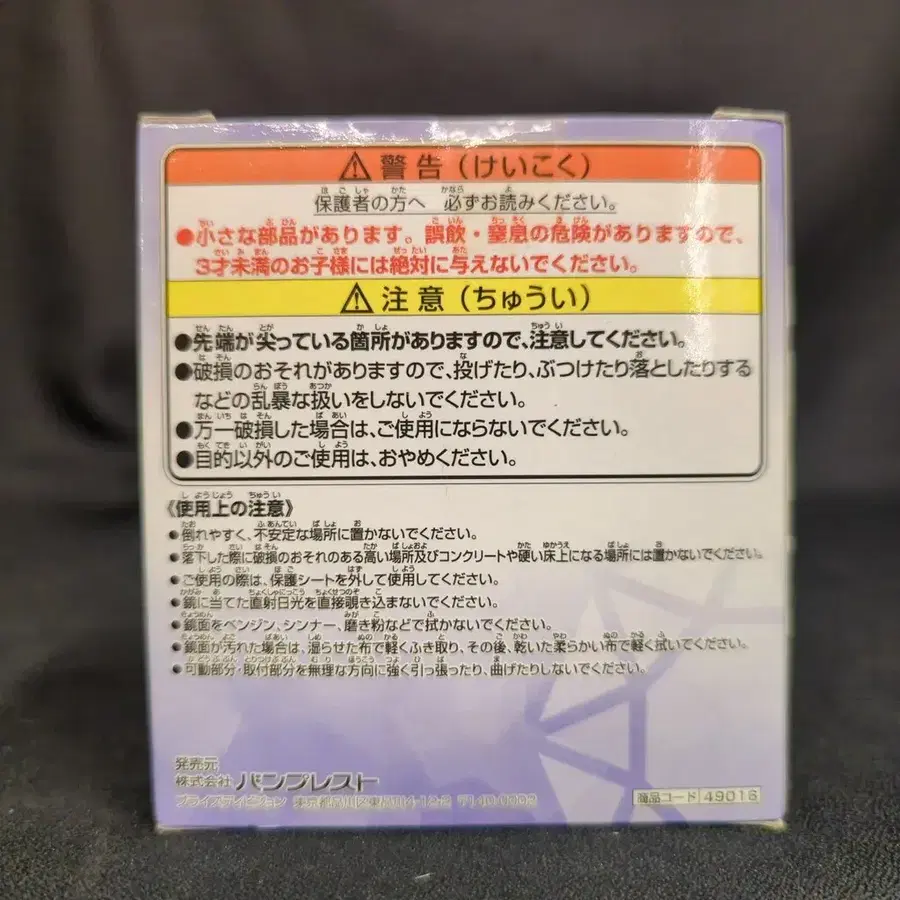 ⚠警告(けいこく)
保護者の方へ 必ずお読みください。
●小さな部品があります。誤飲・窒息の危険がありますので、
3才未満のお子様には絶対に与えないでください。
⚠注意(ちゅうい)
●先端が尖っている箇所がありますので、注意してください。
●破損のおそれがありますので、投げたり、ぶつけたり落としたりする
などの乱暴な扱いをしないでください。
●万一破損した場合は、ご使用にならないでください。
●目的以外のご使用は、おやめください。
《使用上の注意》
●倒れやすく、不安定な場所に置かないでください。
●落下した際に破損のおそれのある高い場所及びコンクリートや硬い床上になる場所には置かないでください。
●ご使用の際は、保護シートを外して使用してください。
●鏡に当てた直射日光を直接覗き込まないでください。
●鏡面をベンジン、シンナー、磨き粉などで拭かないでください。
●鏡面が汚れた場合は、湿らせた布で軽くふき取り、その後、乾いた柔らかい布で軽く拭いてください。
●可動部分・取付部分を無理な方向に強く引っ張ったり、曲げたりしないでください。
発売元
株式会社 バンプレスト
プライズディビジョン 東京都品川区東品川4-12-2 〒140-0002
商品コード 49016